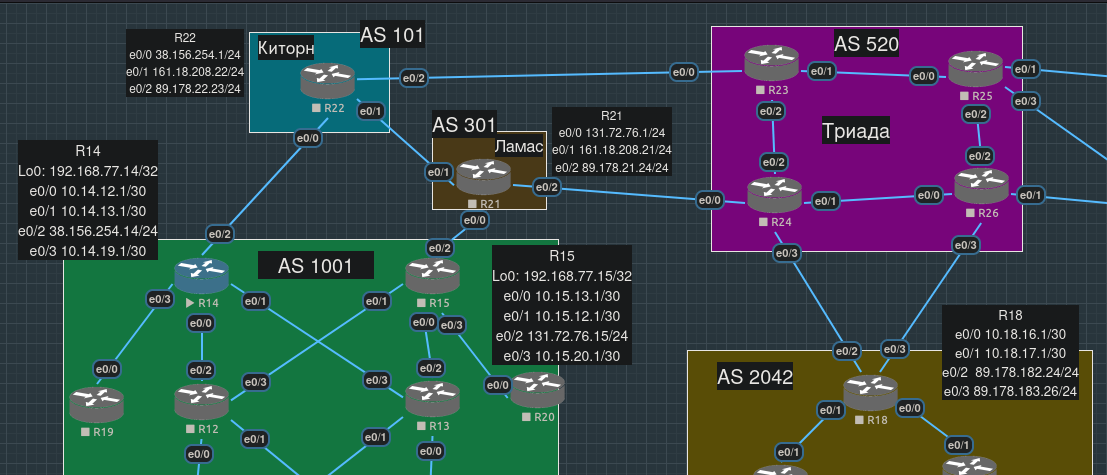 R22
e0/0 38.156.254.1/24
e0/1 161.18.208.22/24
e0/2 89.178.22.23/24
Киторн
AS 101
R22
e0/2
e0/1
e0/0
AS 301
Ламас
R21
e0/1
e0/2
e0/0
R21
e0/0 131.72.76.1/24
e0/1 161.18.208.21/24
e0/2 89.178.21.24/24
AS 520
Триада
e0/0
R23
e0/1
e0/2
e0/0
R25
e0/1
e0/3
e0/2
e0/2
e0/0
R24
e0/1
e0/3
e0/2
e0/0
R26
e0/1
e0/3
R14
Lo0: 192.168.77.14/32
e0/0 10.14.12.1/30
e0/1 10.14.13.1/30
e0/2 38.156.254.14/24
e0/3 10.14.19.1/30
AS 1001
e0/2
R14
e0/3
e0/1
e0/0
e0/2
R15
e0/1
e0/0
e0/3
R15
Lo0: 192.168.77.15/32
e0/0 10.15.13.1/30
e0/1 10.15.12.1/30
e0/2 131.72.76.15/24
e0/3 10.15.20.1/30
e0/0
R19
e0/2
e0/3
R12
e0/1
e0/0
e0/3
e0/2
R13
e0/1
e0/0
e0/0
R20
R18
e0/0 10.18.16.1/30
e0/1 10.18.17.1/30
e0/2 89.178.182.24/24
e0/3 89.178.183.26/24
AS 2042
e0/2
e0/3
R18
e0/1
e0/0
e0/1
e0/1